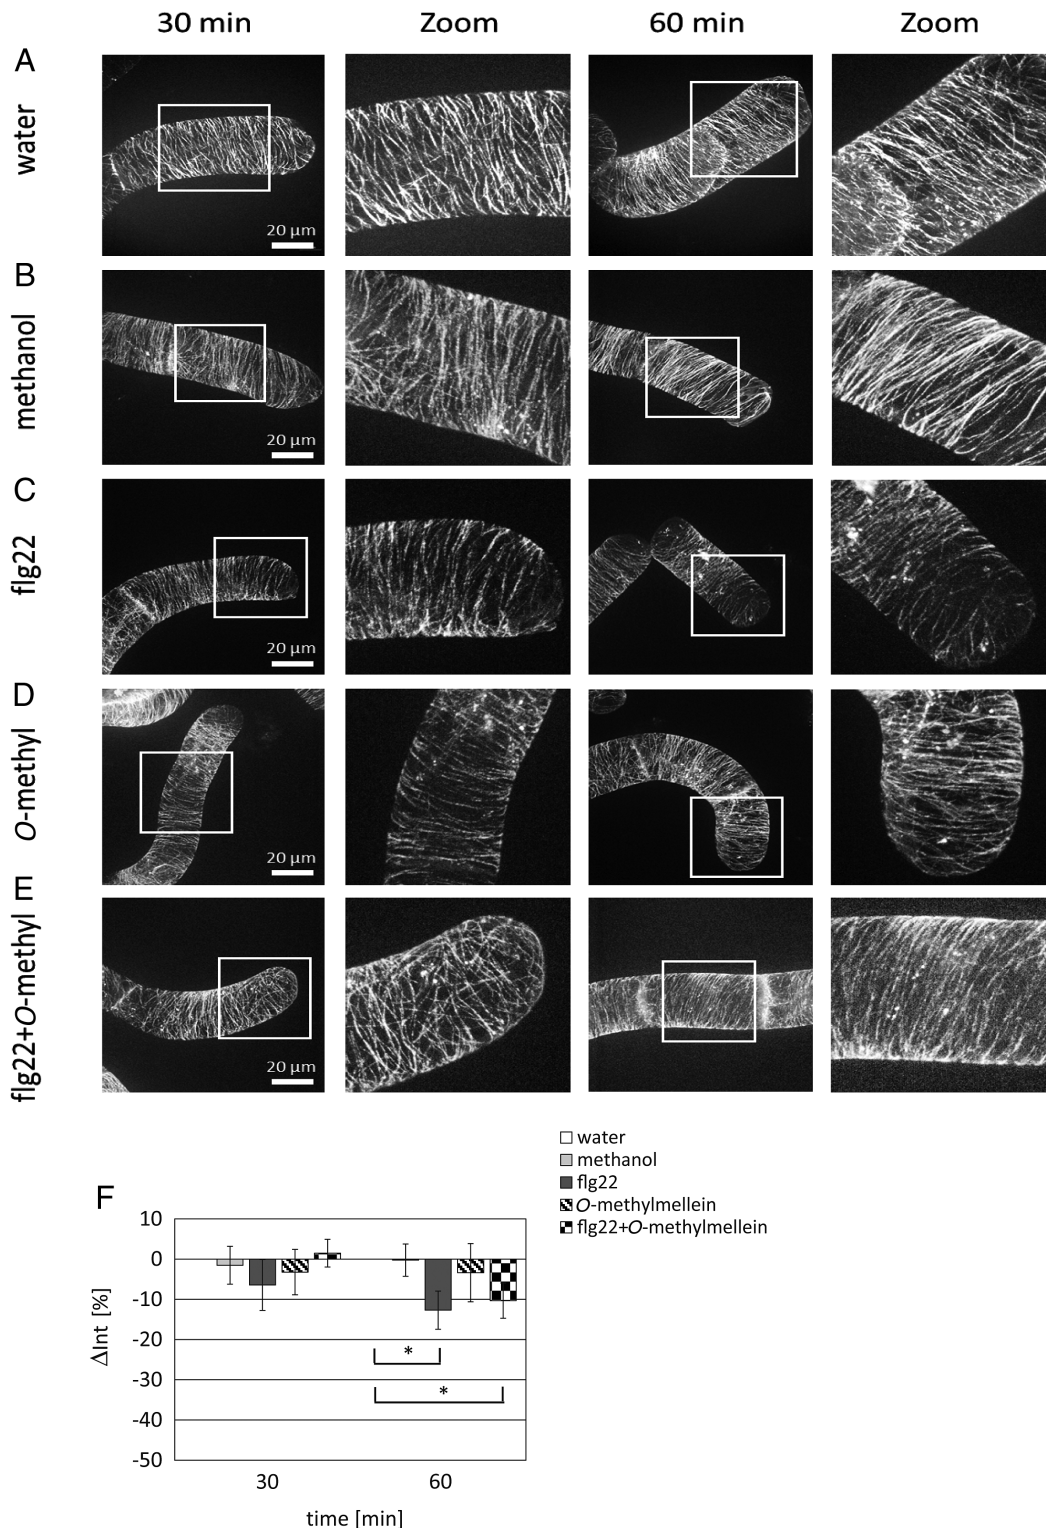 30 min Zoom 60 min Zoom
A
water
20 µm
B
methanol
20 µm
C
flg22
20 µm
D
O-methyl
20 µm
E
flg22+O-methyl
20 µm
water
methanol
flg22
O-methylmellein
flg22+O-methylmellein
F
10
0
-10
-20
-30
-40
-50
ΔInt [%]
*
*
30 60
time [min]